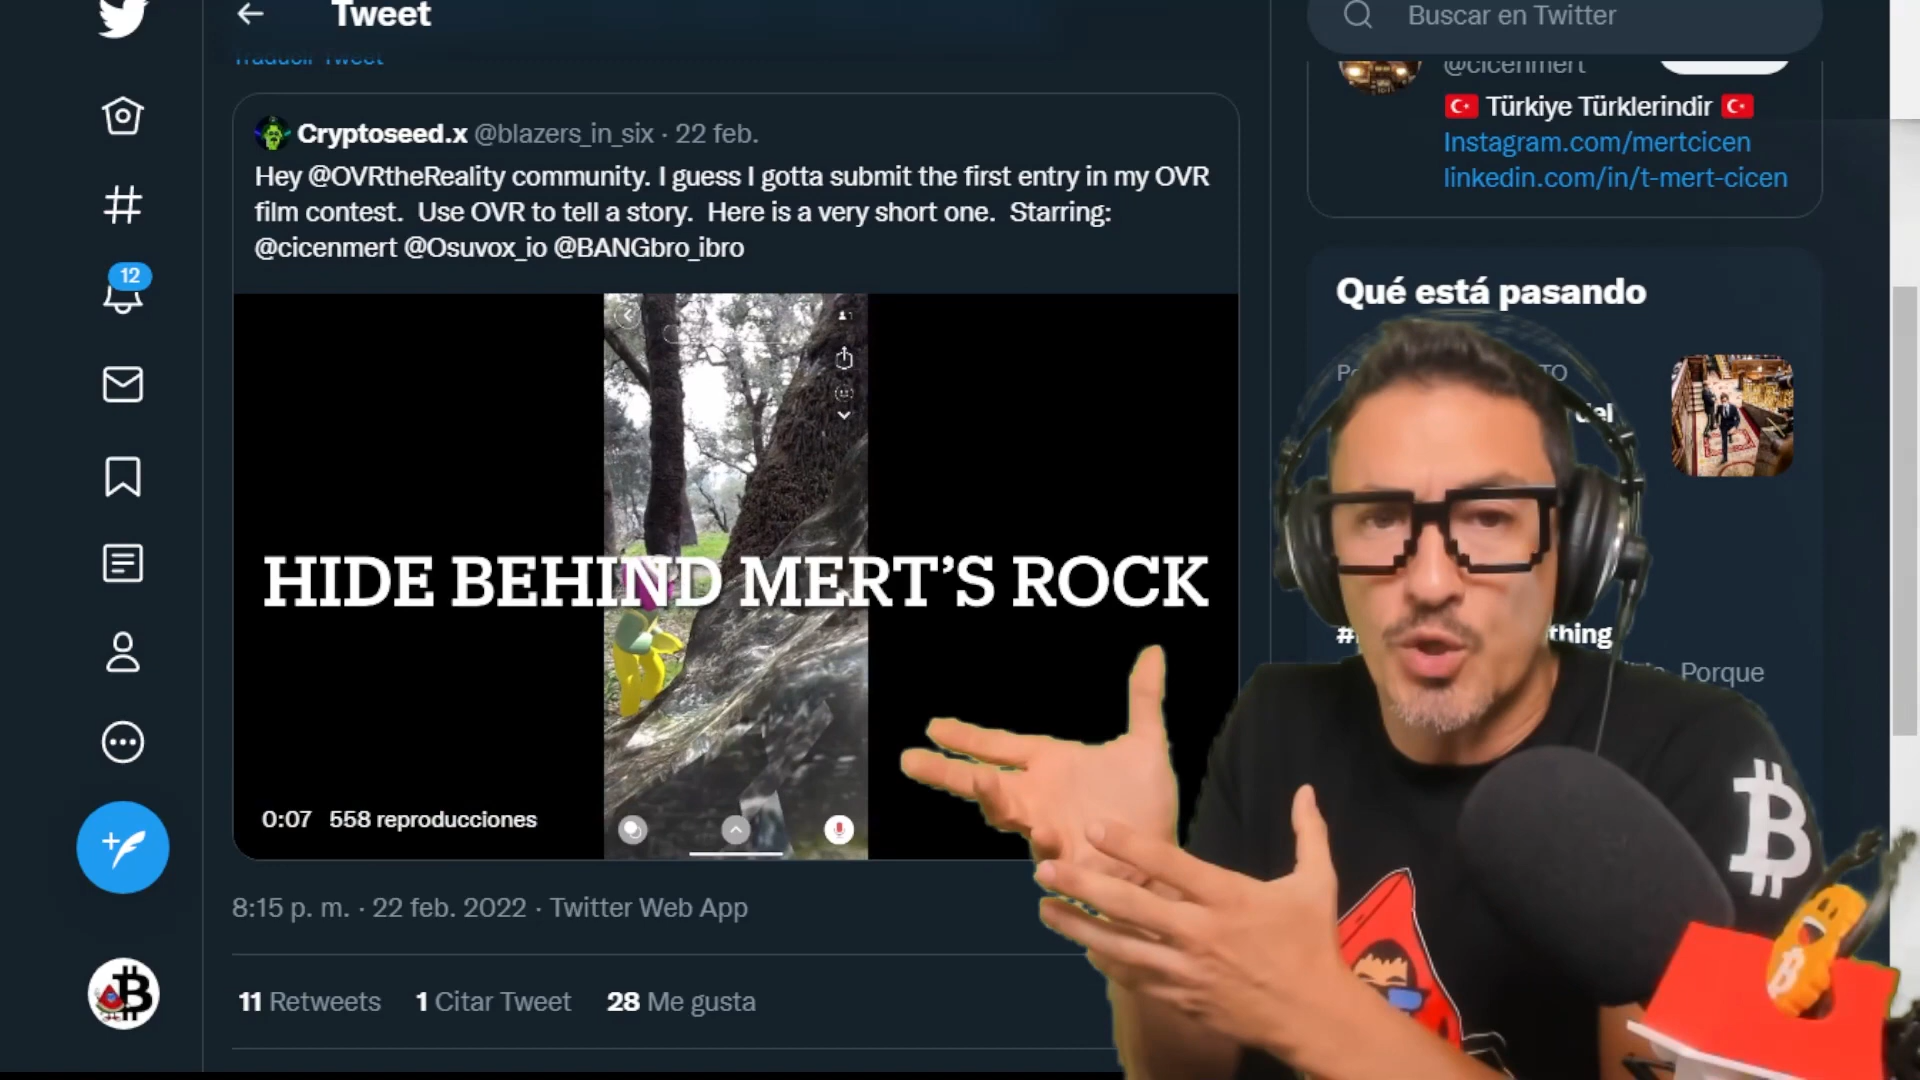 Tweet
Buscar en Twitter
Traducir Tweet
@cicenmert
Türkiye Türklerindir
Instagram.com/mertcicen
linkedin.com/in/t-mert-cicen
Cryptoseed.x @blazers_in_six · 22 feb.
Hey @OVRtheReality community. I guess I gotta submit the first entry in my OVR
film contest.  Use OVR to tell a story.  Here is a very short one.  Starring:
@cicenmert @Osuvox_io @BANGbro_ibro
12
Qué está pasando
HIDE BEHIND MERT'S ROCK
Porque
0:07 558 reproducciones
8:15 p. m. · 22 feb. 2022 · Twitter Web App
11 Retweets 1 Citar Tweet 28 Me gusta